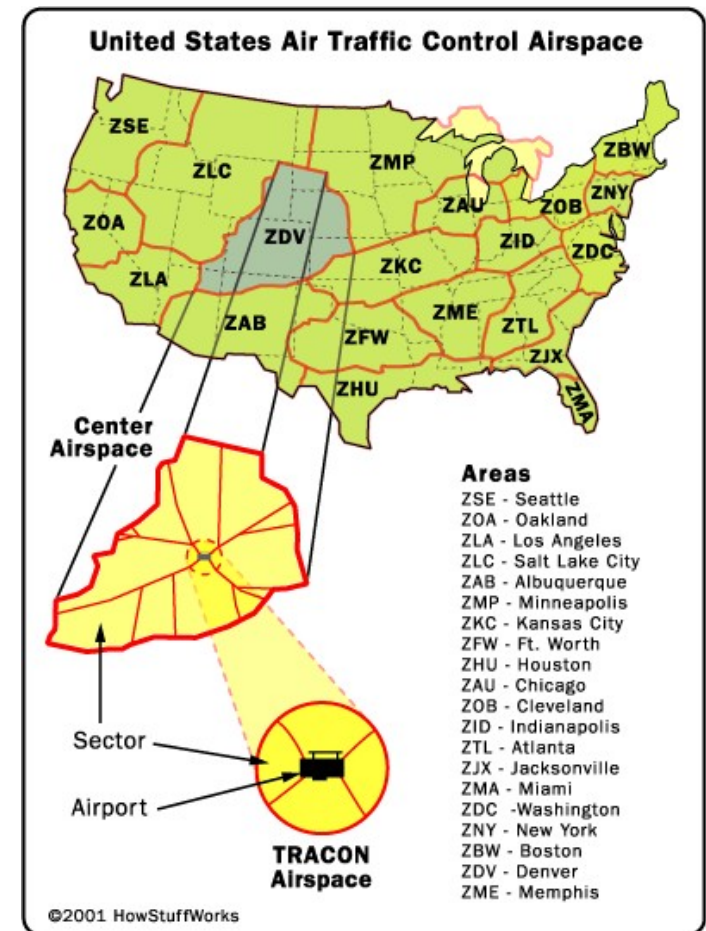 United States Air Traffic Control Airspace
ZSE
ZLC
ZMP
ZBW
ZOA
ZAU
ZOB
ZNY
ZDV
ZID
ZDC
ZLA
ZKC
ZAB
ZME
ZTL
ZFW
ZJX
ZHU
ZMA
Center
Airspace
Sector
Airport
TRACON
Airspace
Areas
ZSE - Seattle
ZOA - Oakland
ZLA - Los Angeles
ZLC - Salt Lake City
ZAB - Albuquerque
ZMP - Minneapolis
ZKC - Kansas City
ZFW - Ft. Worth
ZHU - Houston
ZAU - Chicago
ZOB - Cleveland
ZID - Indianapolis
ZTL - Atlanta
ZJX - Jacksonville
ZMA - Miami
ZDC -Washington
ZNY - New York
ZBW - Boston
ZDV - Denver
ZME - Memphis
©2001 HowStuffWorks